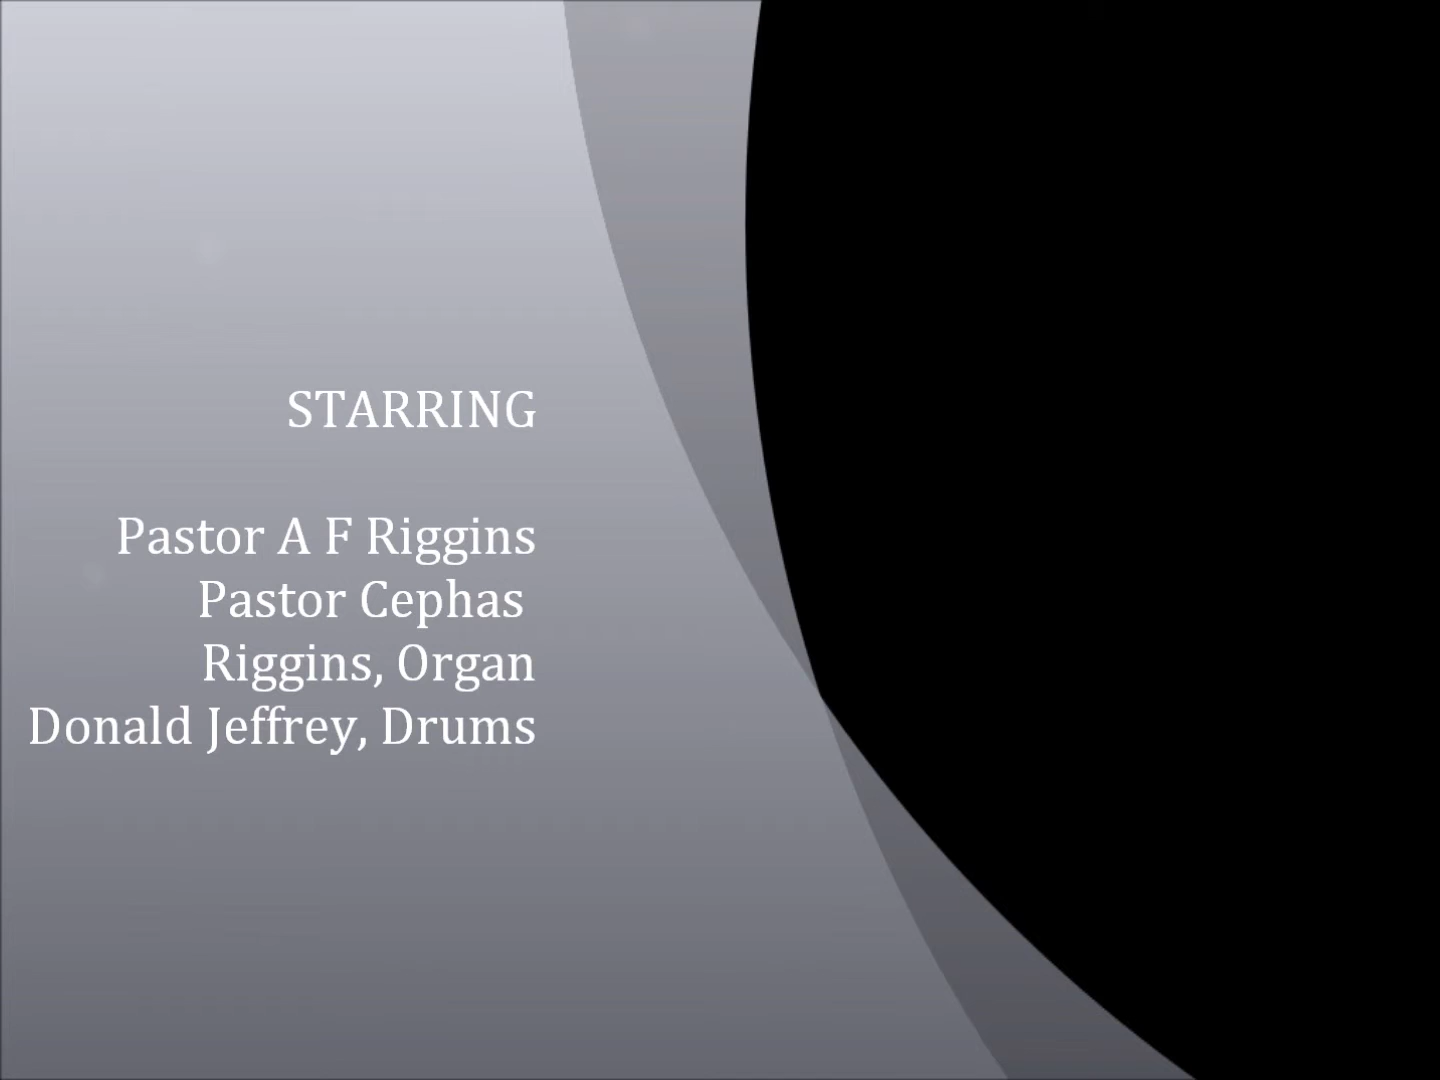 STARRING
Pastor A F Riggins
Pastor Cephas
Riggins, Organ
Donald Jeffrey, Drums